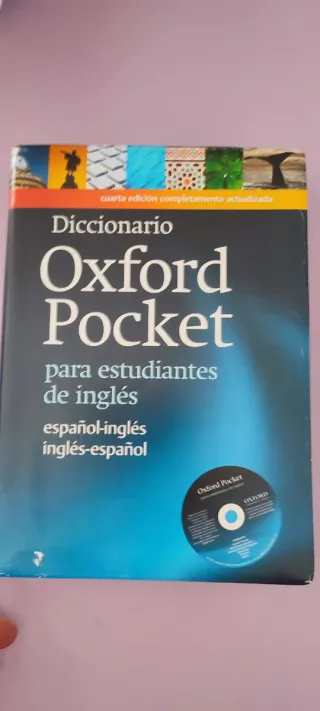 cuarta edición completamente actualizada
Diccionario
Oxford
Pocket
para estudiantes
de inglés
español-inglés
inglés-español
Oxford Pocket
OXFORD